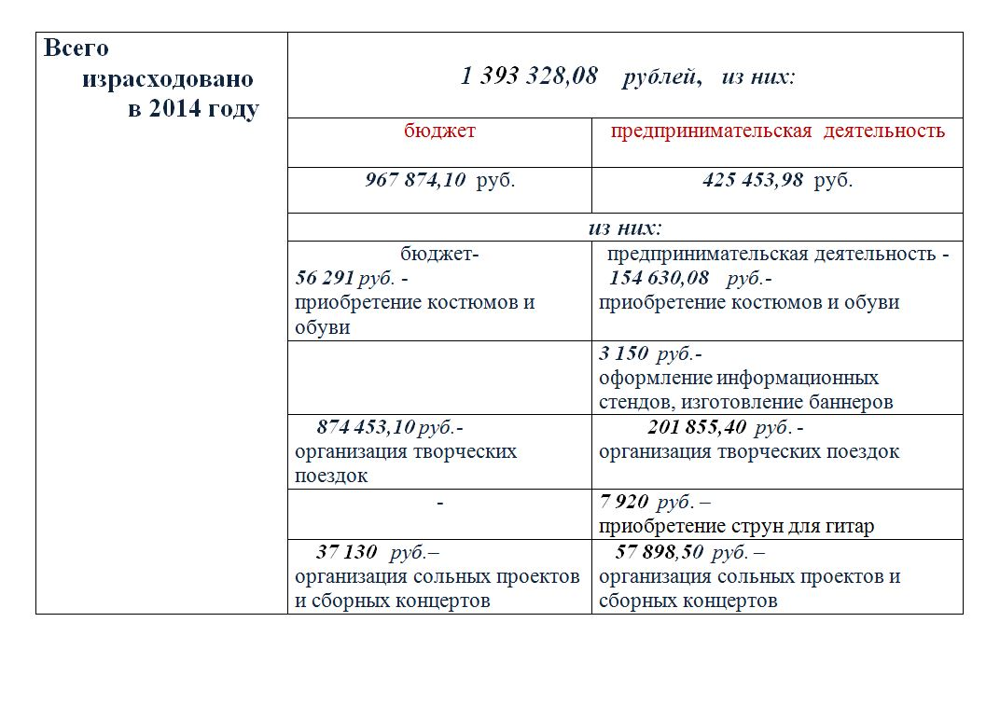 Всего
израсходовано
в 2014 году
1 393 328,08 рублей, из них:
бюджет
предпринимательская деятельность
967 874,10 руб.
425 453,98 руб.
из них:
бюджет-
56 291 руб. -
приобретение костюмов и
обуви
предпринимательская деятельность -
154 630,08 руб.-
приобретение костюмов и обуви
3 150 руб.-
оформление информационных
стендов, изготовление баннеров
874 453,10 руб.-
организация творческих
поездок
201 855,40 руб. -
организация творческих поездок
-
7 920 руб. –
приобретение струн для гитар
37 130 руб.–
организация сольных проектов
и сборных концертов
57 898,50 руб. –
организация сольных проектов и
сборных концертов